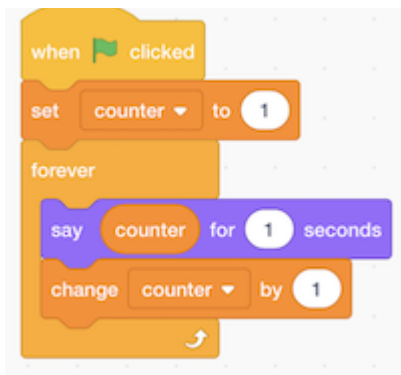 when clicked
set counter to 1
forever
say counter for 1 seconds
change counter by 1